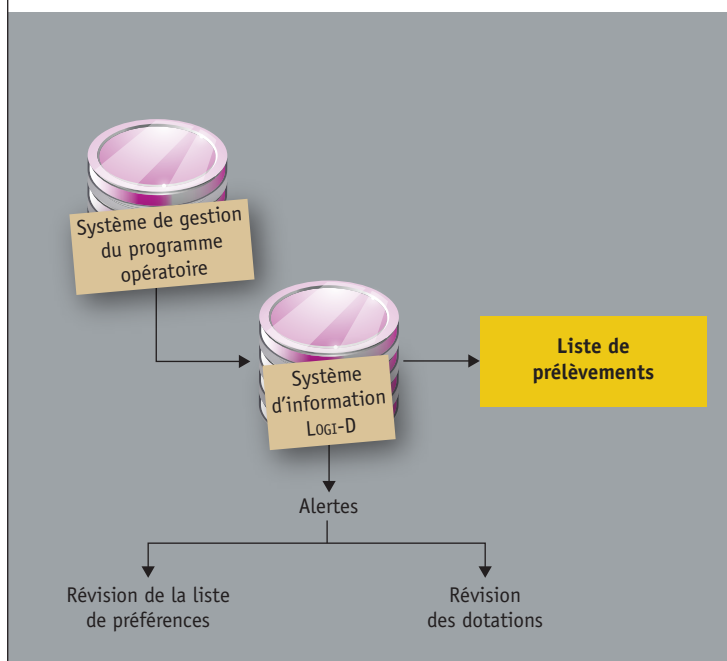 Système de gestion
du programme
opératoire
Système
d'information
LOGI-D
Liste de
prélèvements
Alertes
Révision de la liste
de préférences
Révision
des dotations